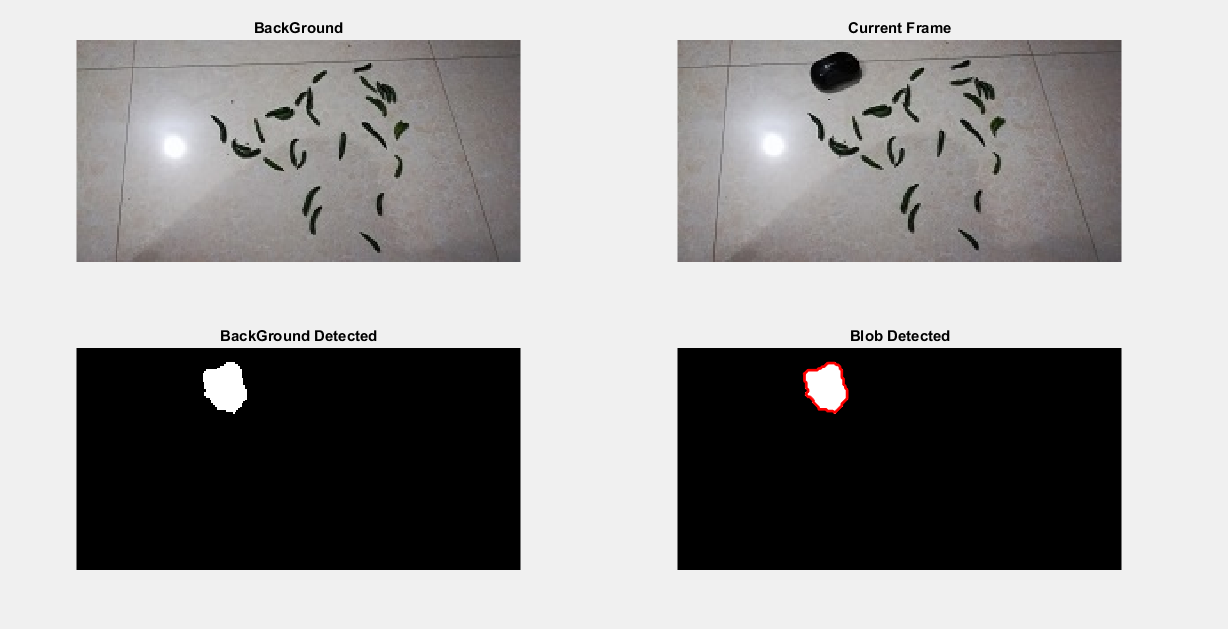 BackGround
Current Frame
BackGround Detected
Blob Detected